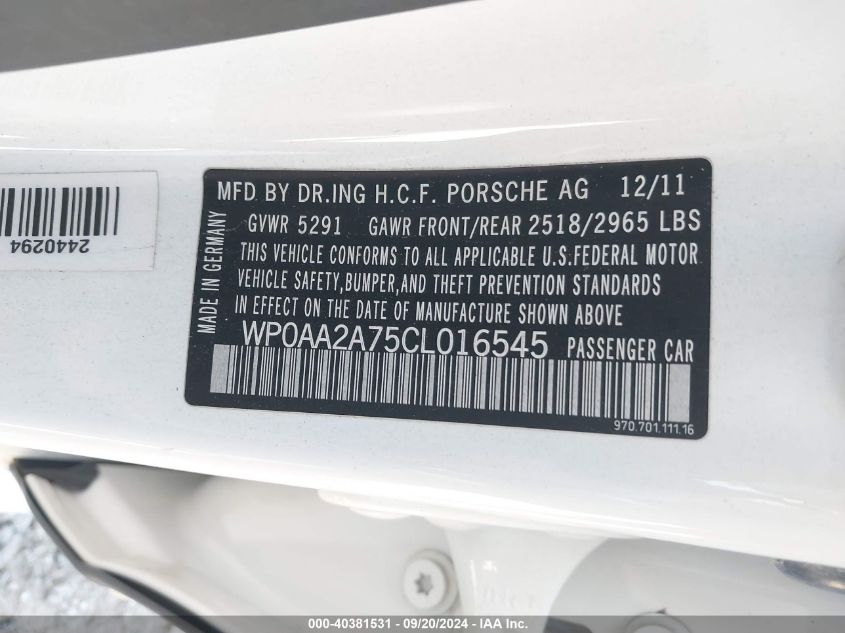 MFD BY DR.ING H.C.F. PORSCHE AG 12/11
GVWR 5291 GAWR FRONT/REAR 2518/2965 LBS
THIS VEHICLE CONFORMS TO ALL APPLICABLE U.S.FEDERAL MOTOR
VEHICLE SAFETY,BUMPER,AND THEFT PREVENTION STANDARDS
IN EFFECT ON THE DATE OF MANUFACTURE SHOWN ABOVE
WP0AA2A75CL016545 PASSENGER CAR
970.701.111.16
MADE IN GERMANY
2440294
000-40381531 - 09/20/2024 - IAA Inc.